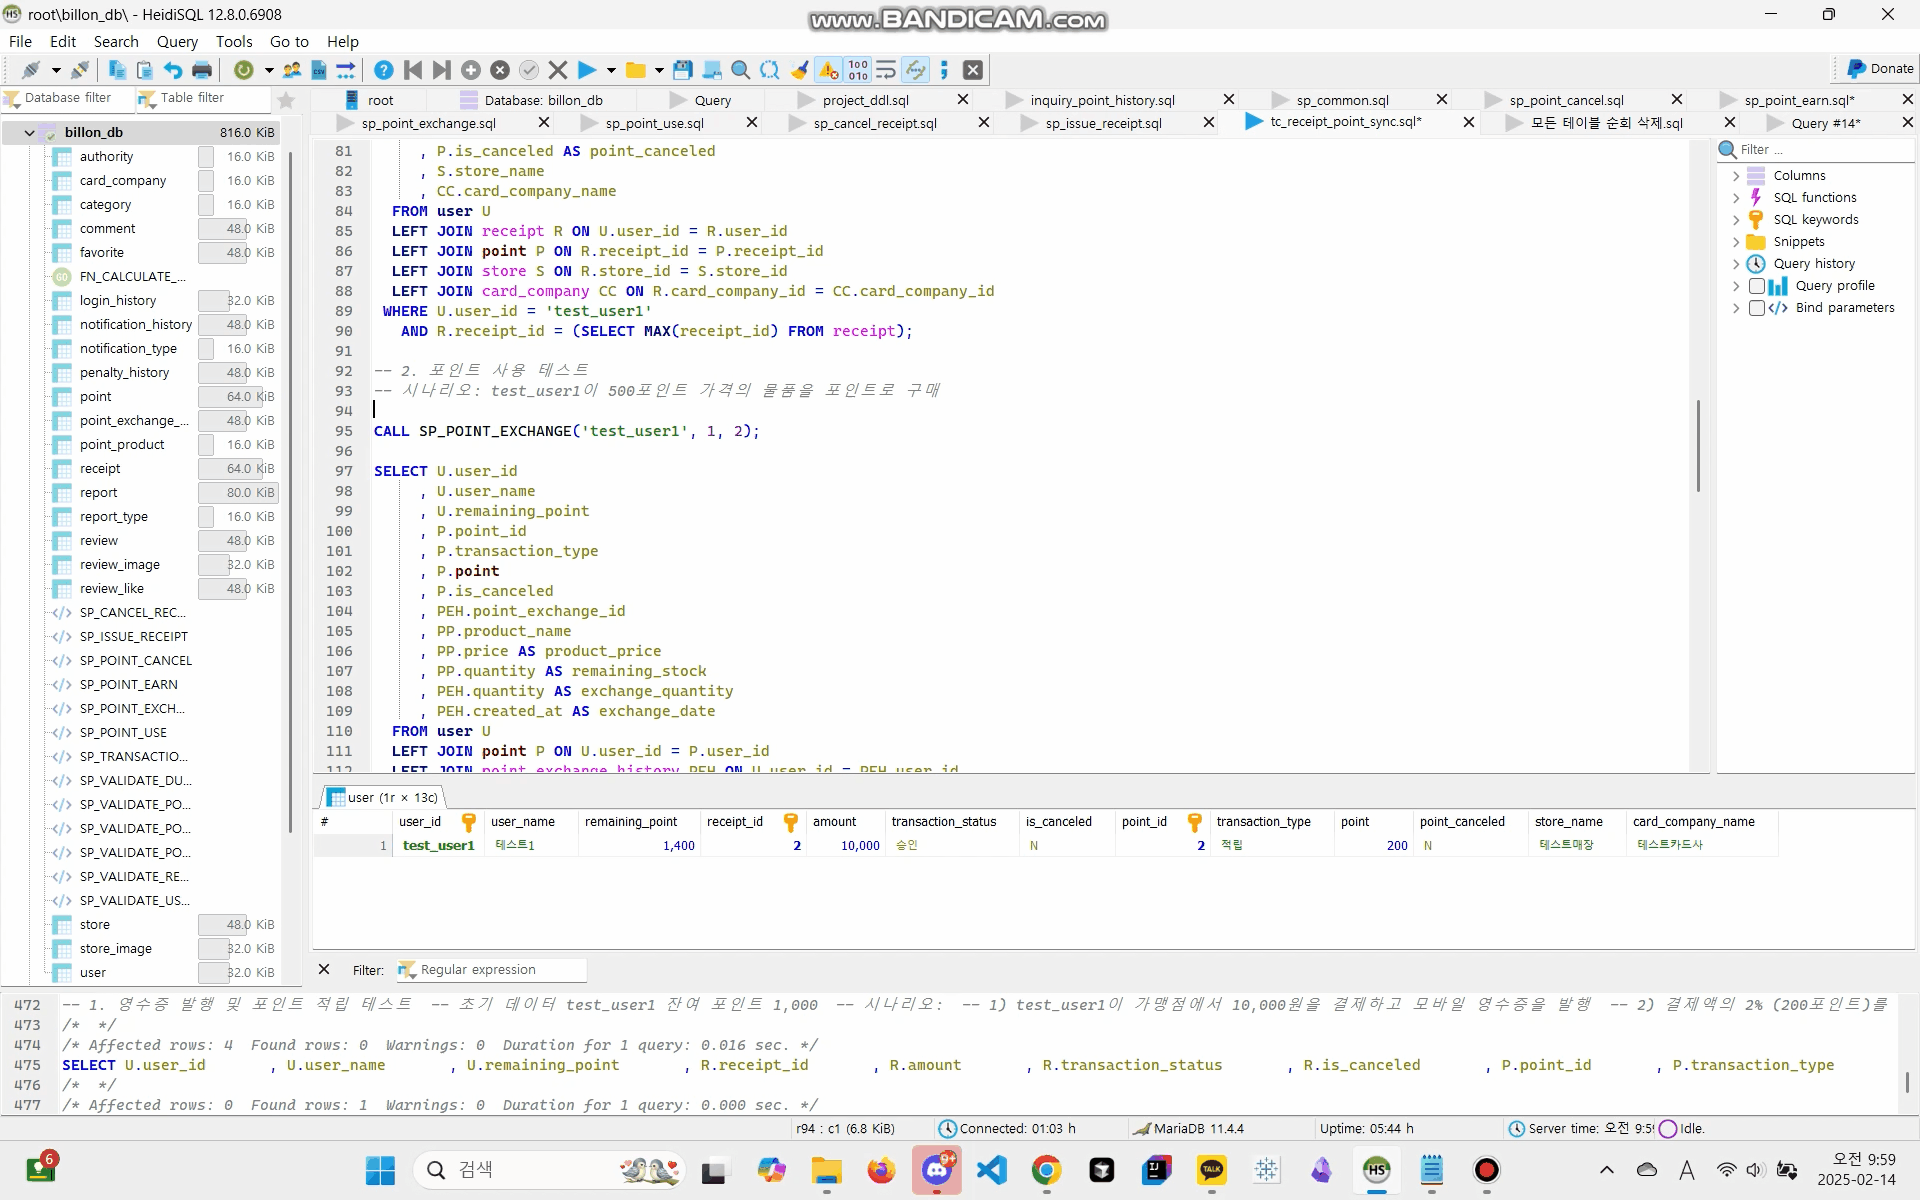 root\billon_db\ - HeidiSQL 12.8.0.6908
www.BANDICAM.com
File Edit Search Query Tools Go to Help
Donate
Database filter Table filter
root Database: billon_db Query project_ddl.sql inquiry_point_history.sql sp_common.sql sp_point_cancel.sql sp_point_earn.sql*
sp_point_exchange.sql sp_point_use.sql sp_cancel_receipt.sql sp_issue_receipt.sql tc_receipt_point_sync.sql* 모든 테이블 순회 삭제.sql Query #14*
billon_db 816.0 KiB
authority 16.0 KiB
card_company 16.0 KiB
category 16.0 KiB
comment 48.0 KiB
favorite 48.0 KiB
FN_CALCULATE_...
login_history 32.0 KiB
notification_history 48.0 KiB
notification_type 16.0 KiB
penalty_history 48.0 KiB
point 64.0 KiB
point_exchange_... 48.0 KiB
point_product 16.0 KiB
receipt 64.0 KiB
report 80.0 KiB
report_type 16.0 KiB
review 48.0 KiB
review_image 32.0 KiB
review_like 48.0 KiB
SP_CANCEL_REC...
SP_ISSUE_RECEIPT
SP_POINT_CANCEL
SP_POINT_EARN
SP_POINT_EXCH...
SP_POINT_USE
SP_TRANSACTIO...
SP_VALIDATE_DU...
SP_VALIDATE_PO...
SP_VALIDATE_PO...
SP_VALIDATE_PO...
SP_VALIDATE_RE...
SP_VALIDATE_US...
store 48.0 KiB
store_image 32.0 KiB
user 32.0 KiB
81 , P.is_canceled AS point_canceled
82 , S.store_name
83 , CC.card_company_name
84 FROM user U
85 LEFT JOIN receipt R ON U.user_id = R.user_id
86 LEFT JOIN point P ON R.receipt_id = P.receipt_id
87 LEFT JOIN store S ON R.store_id = S.store_id
88 LEFT JOIN card_company CC ON R.card_company_id = CC.card_company_id
89 WHERE U.user_id = 'test_user1'
90 AND R.receipt_id = (SELECT MAX(receipt_id) FROM receipt);
91
92 -- 2. 포인트 사용 테스트
93 -- 시나리오: test_user1이 500포인트 가격의 물품을 포인트로 구매
94
95 CALL SP_POINT_EXCHANGE('test_user1', 1, 2);
96
97 SELECT U.user_id
98 , U.user_name
99 , U.remaining_point
100 , P.point_id
101 , P.transaction_type
102 , P.point
103 , P.is_canceled
104 , PEH.point_exchange_id
105 , PP.product_name
106 , PP.price AS product_price
107 , PP.quantity AS remaining_stock
108 , PEH.quantity AS exchange_quantity
109 , PEH.created_at AS exchange_date
110 FROM user U
111 LEFT JOIN point P ON U.user_id = P.user_id
112 LEFT JOIN point_exchange_history PEH ON U.user_id = PEH.user_id
Filter ...
Columns
SQL functions
SQL keywords
Snippets
Query history
Query profile
Bind parameters
user (1r × 13c)
# user_id user_name remaining_point receipt_id amount transaction_status is_canceled point_id transaction_type point point_canceled store_name card_company_name
1 test_user1 테스트1 1,400 2 10,000 승인 N 2 적립 200 N 테스트매장 테스트카드사
Filter: Regular expression
472 -- 1. 영수증 발행 및 포인트 적립 테스트 -- 초기 데이터 test_user1 잔여 포인트 1,000 -- 시나리오: -- 1) test_user1이 가맹점에서 10,000원을 결제하고 모바일 영수증을 발행 -- 2) 결제액의 2% (200포인트)를
473 /* */
474 /* Affected rows: 4 Found rows: 0 Warnings: 0 Duration for 1 query: 0.016 sec. */
475 SELECT U.user_id , U.user_name , U.remaining_point , R.receipt_id , R.amount , R.transaction_status , R.is_canceled , P.point_id , P.transaction_type
476 /* */
477 /* Affected rows: 0 Found rows: 1 Warnings: 0 Duration for 1 query: 0.000 sec. */
r94 : c1 (6.8 KiB) Connected: 01:03 h MariaDB 11.4.4 Uptime: 05:44 h Server time: 오전 9:5 Idle.
6 검색 9+ TALK HS 오전 9:59
2025-02-14